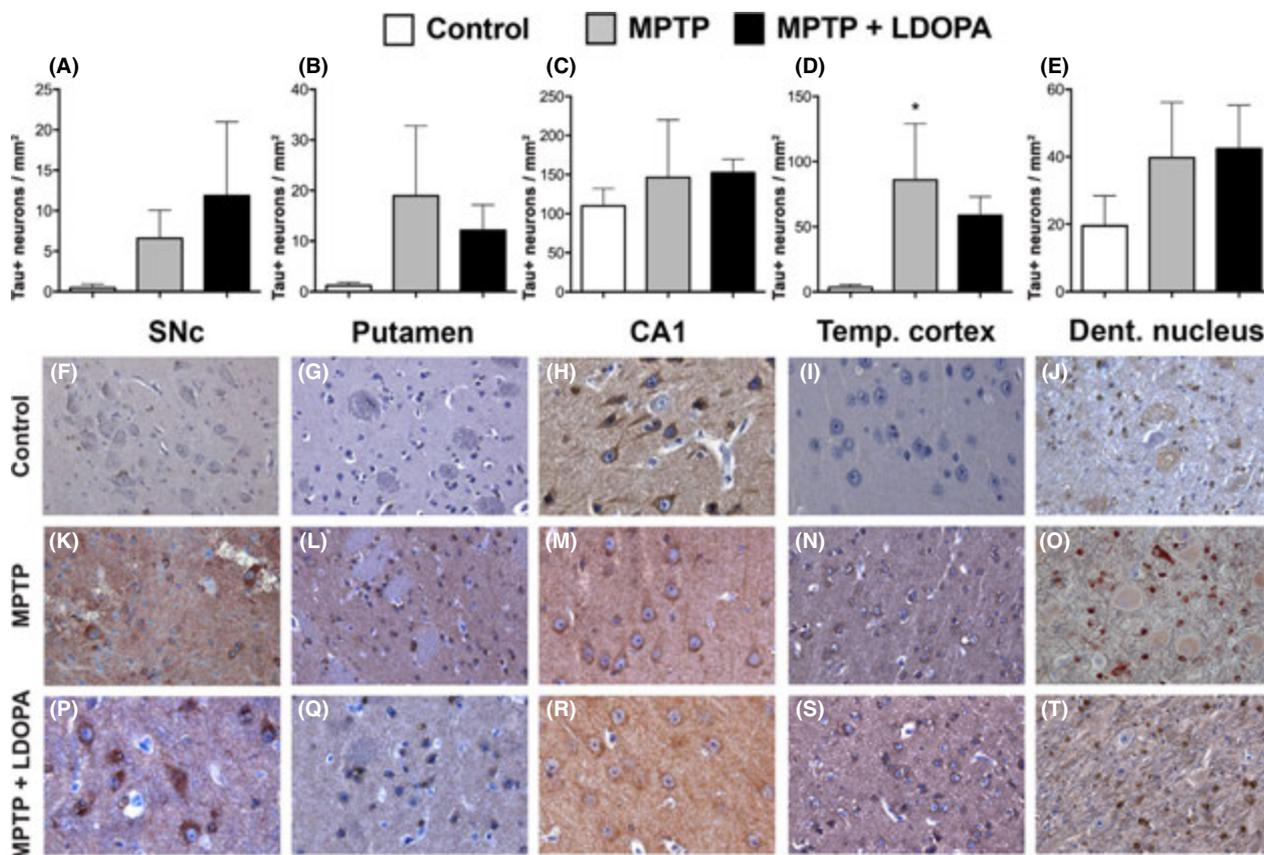 Control MPTP MPTP + LDOPA
(A) (B) (C) (D) (E)
Tau+ neurons / mm²
25
20
15
10
5
0
Tau+ neurons / mm²
40
30
20
10
0
Tau+ neurons / mm²
250
200
150
100
50
0
Tau+ neurons / mm²
150
100
50
0
*
Tau+ neurons / mm²
60
40
20
0
SNc Putamen CA1 Temp. cortex Dent. nucleus
Control
(F) (G) (H) (I) (J)
MPTP
(K) (L) (M) (N) (O)
MPTP + LDOPA
(P) (Q) (R) (S) (T)